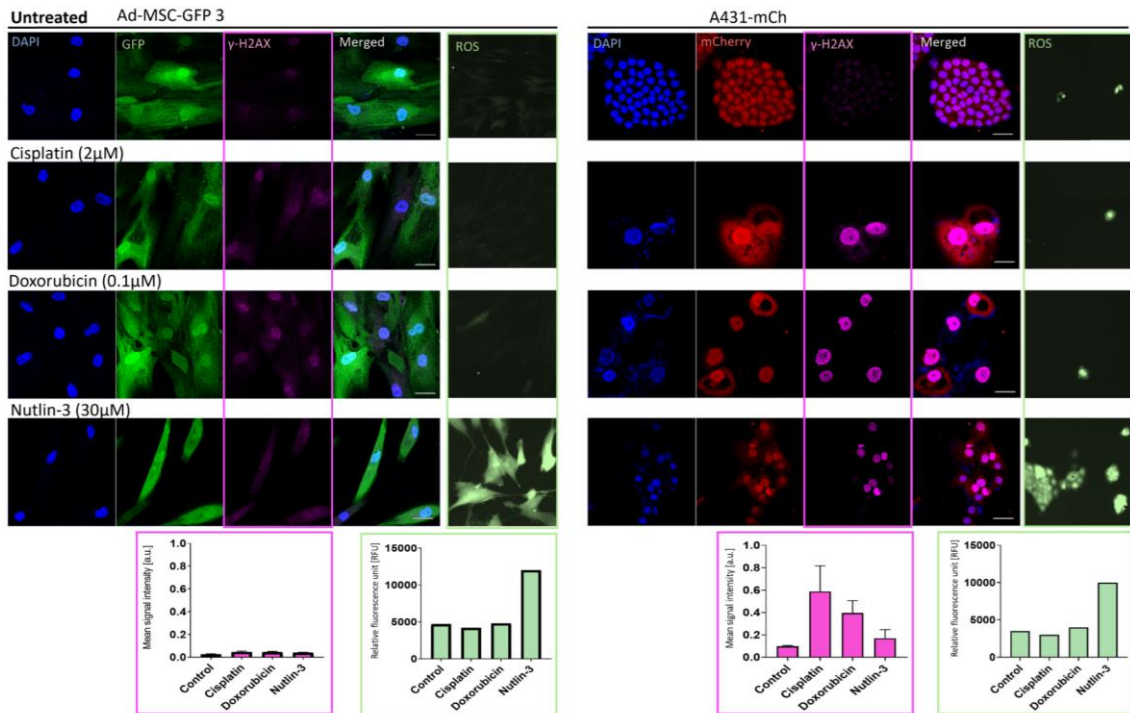 Untreated Ad-MSC-GFP 3 A431-mCh
DAPI GFP γ-H2AX Merged ROS DAPI mCherry γ-H2AX Merged ROS
Cisplatin (2µM)
Doxorubicin (0.1µM)
Nutlin-3 (30µM)
Mean signal intensity [a.u.]
1.0
0.8
0.6
0.4
0.2
0.0
Control Cisplatin Doxorubicin Nutlin-3
Relative fluorescence unit [RFU]
15000
10000
5000
0
Control Cisplatin Doxorubicin Nutlin-3
Mean signal intensity [a.u.]
1.0
0.8
0.6
0.4
0.2
0.0
Control Cisplatin Doxorubicin Nutlin-3
Relative fluorescence unit [RFU]
15000
10000
5000
0
Control Cisplatin Doxorubicin Nutlin-3